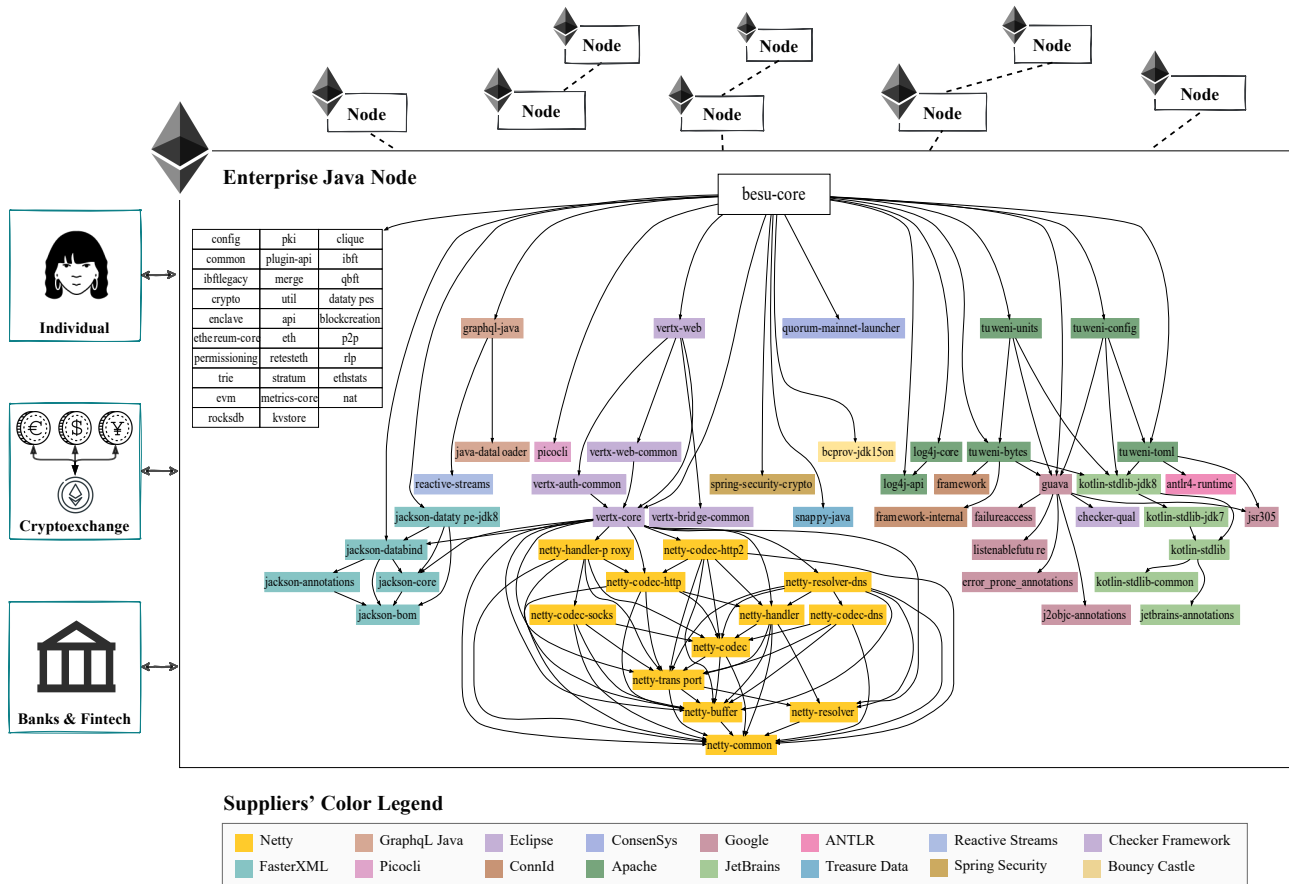 Node
Node
Node
Node
Node
Node
Node
Node
Enterprise Java Node
besu-core
Individual
Cryptoexchange
Banks & Fintech
€ $ ¥
config pki clique
common plugin-api ibft
ibftlegacy merge qbft
crypto util dataty pes
enclave api blockcreation
ethereum-core eth p2p
permissioning retesteth rlp
trie stratum ethstats
evm metrics-core nat
rocksdb kvstore
graphql-java vertx-web quorum-mainnet-launcher tuweni-units tuweni-config
java-datal oader picocli vertx-web-common bcprov-jdk15on log4j-core tuweni-bytes tuweni-toml
reactive-streams vertx-auth-common spring-security-crypto log4j-api framework guava kotlin-stdlib-jdk8 antlr4-runtime
jackson-dataty pe-jdk8 vertx-core vertx-bridge-common snappy-java framework-internal failureaccess checker-qual kotlin-stdlib-jdk7 jsr305
jackson-databind netty-handler-p roxy netty-codec-http2 listenablefutu re kotlin-stdlib
jackson-annotations jackson-core netty-codec-http netty-resolver-dns error_prone_annotations kotlin-stdlib-common
jackson-bom netty-codec-socks netty-handler netty-codec-dns j2objc-annotations jetbrains-annotations
netty-codec
netty-trans port
netty-buffer netty-resolver
netty-common
Suppliers' Color Legend
Netty GraphqL Java Eclipse ConsenSys Google ANTLR Reactive Streams Checker Framework
FasterXML Picocli ConnId Apache JetBrains Treasure Data Spring Security Bouncy Castle